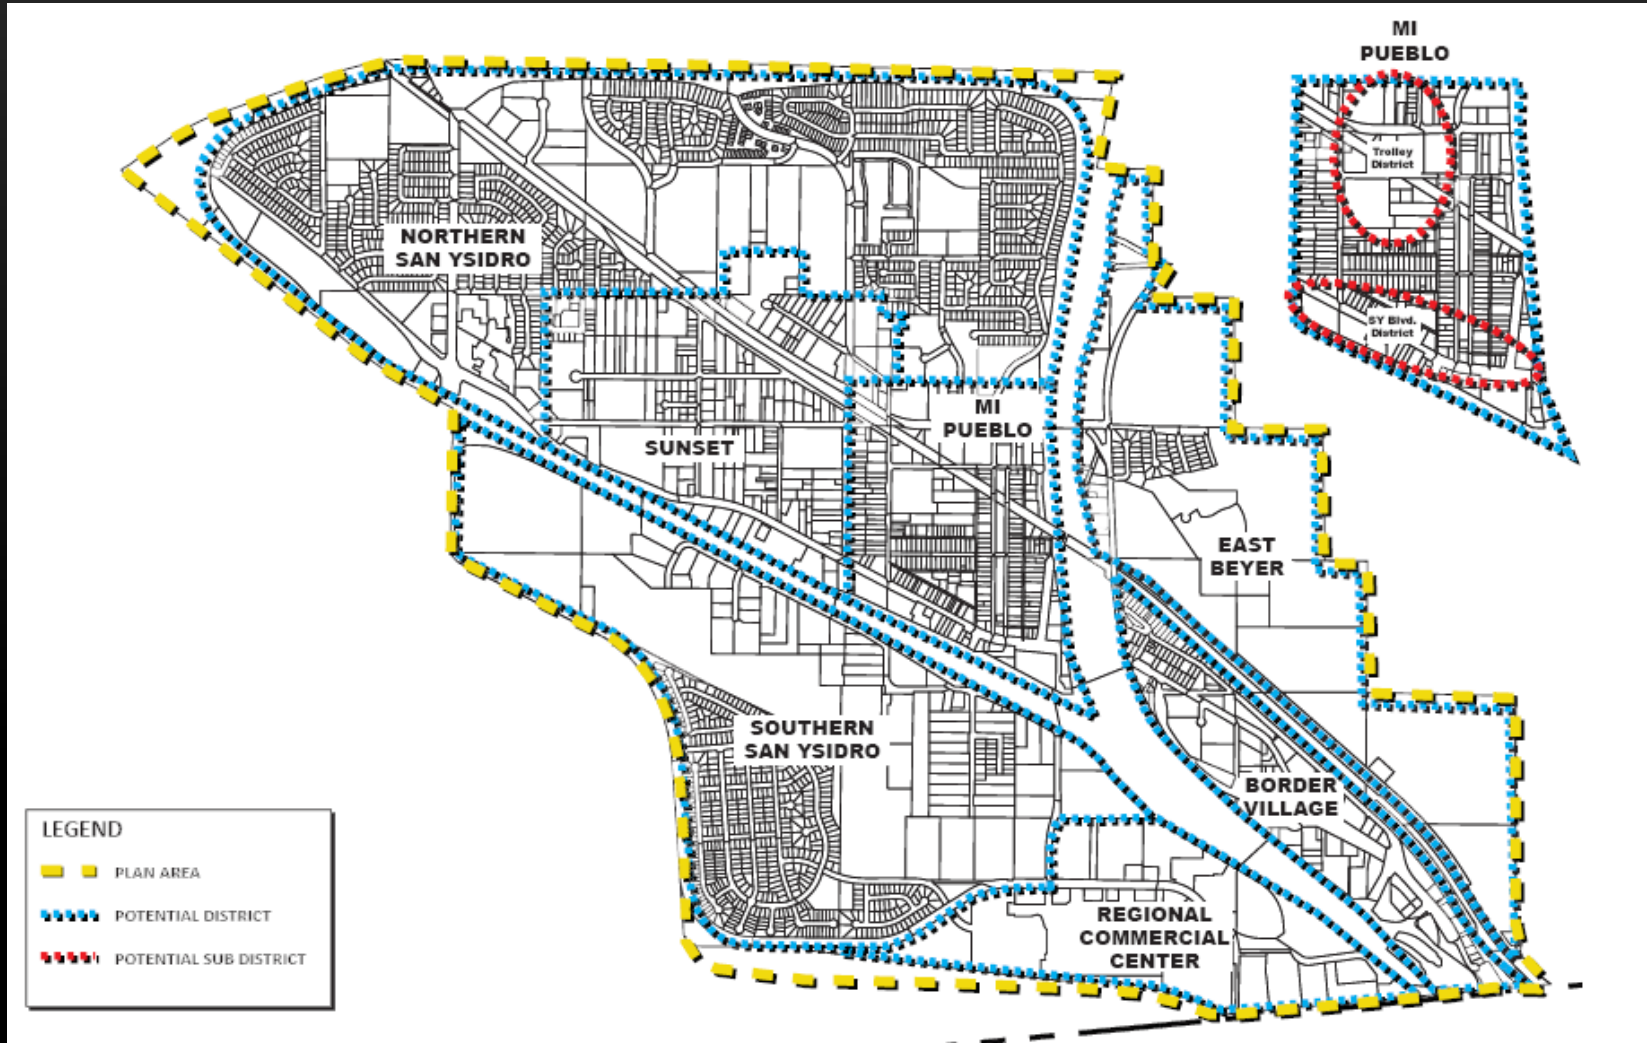 MI
PUEBLO
Trolley
District
SY Blvd.
District
NORTHERN
SAN YSIDRO
MI
PUEBLO
SUNSET
EAST
BEYER
SOUTHERN
SAN YSIDRO
BORDER
VILLAGE
REGIONAL
COMMERCIAL
CENTER
LEGEND
PLAN AREA
POTENTIAL DISTRICT
POTENTIAL SUB DISTRICT